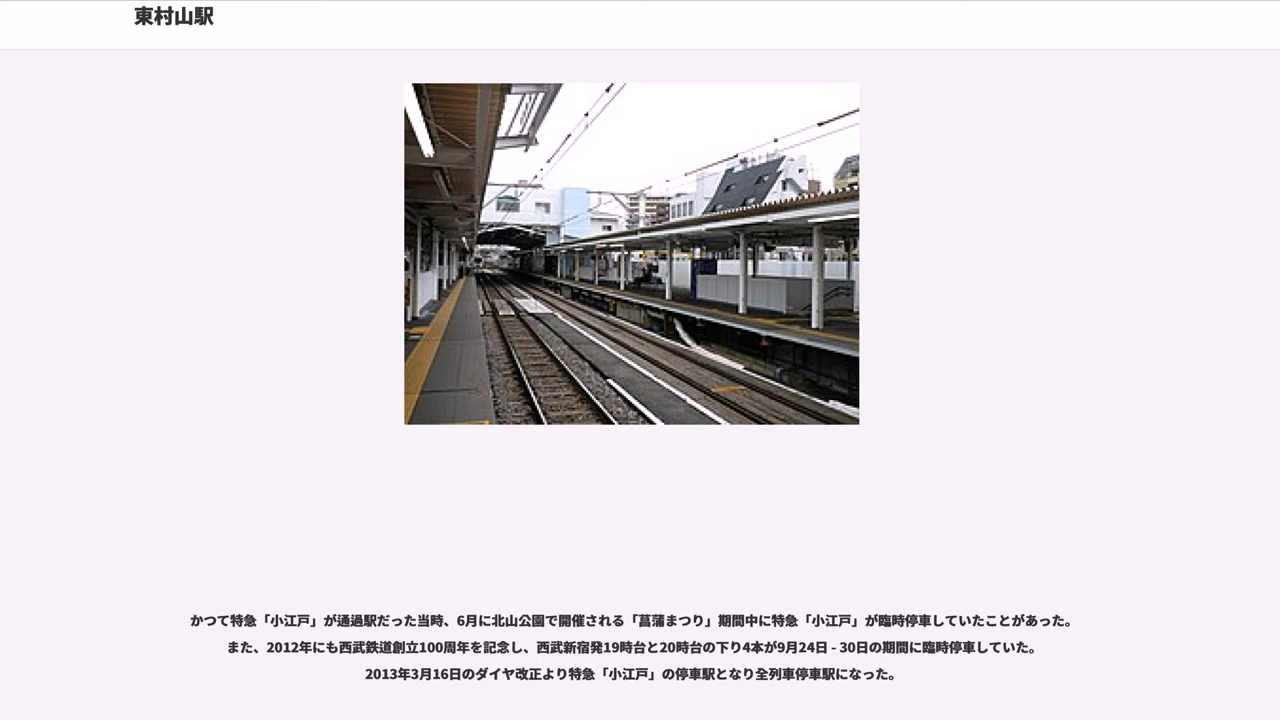 東村山駅
かつて特急「小江戸」が通過駅だった当時、6月に北山公園で開催される「菖蒲まつり」期間中に特急「小江戸」が臨時停車していたことがあった。
また、2012年にも西武鉄道創立100周年を記念し、西武新宿発19時台と20時台の下り4本が9月24日 - 30日の期間に臨時停車していた。
2013年3月16日のダイヤ改正より特急「小江戸」の停車駅となり全列車停車駅になった。